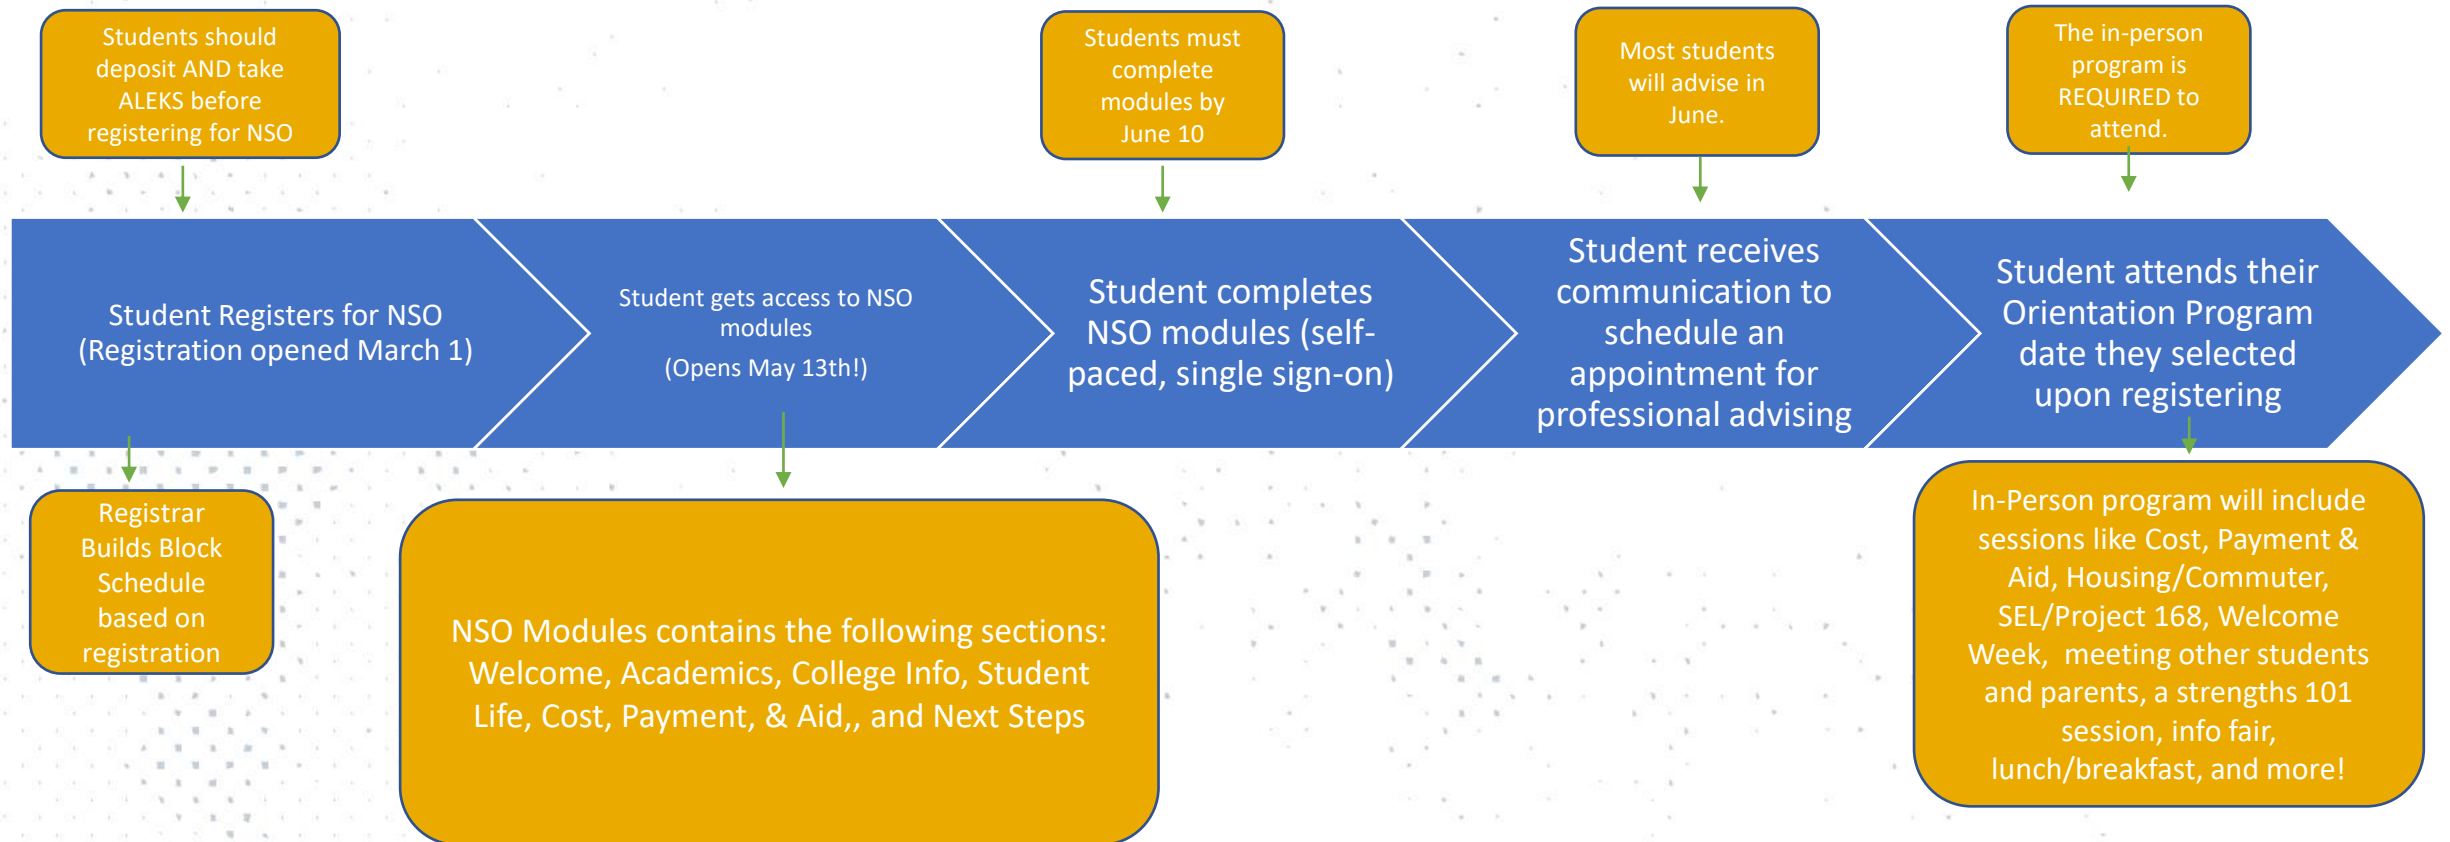 Students should
deposit AND take
ALEKS before
registering for NSO
Students must
complete
modules by
June 10
Most students
will advise in
June.
The in-person
program is
REQUIRED to
attend.
Student Registers for NSO
(Registration opened March 1)
Student gets access to NSO
modules
(Opens May 13th!)
Student completes
NSO modules (self-
paced, single sign-on)
Student receives
communication to
schedule an
appointment for
professional advising
Student attends their
Orientation Program
date they selected
upon registering
Registrar
Builds Block
Schedule
based on
registration
NSO Modules contains the following sections:
Welcome, Academics, College Info, Student
Life, Cost, Payment, & Aid,, and Next Steps
In-Person program will include
sessions like Cost, Payment &
Aid, Housing/Commuter,
SEL/Project 168, Welcome
Week, meeting other students
and parents, a strengths 101
session, info fair,
lunch/breakfast, and more!